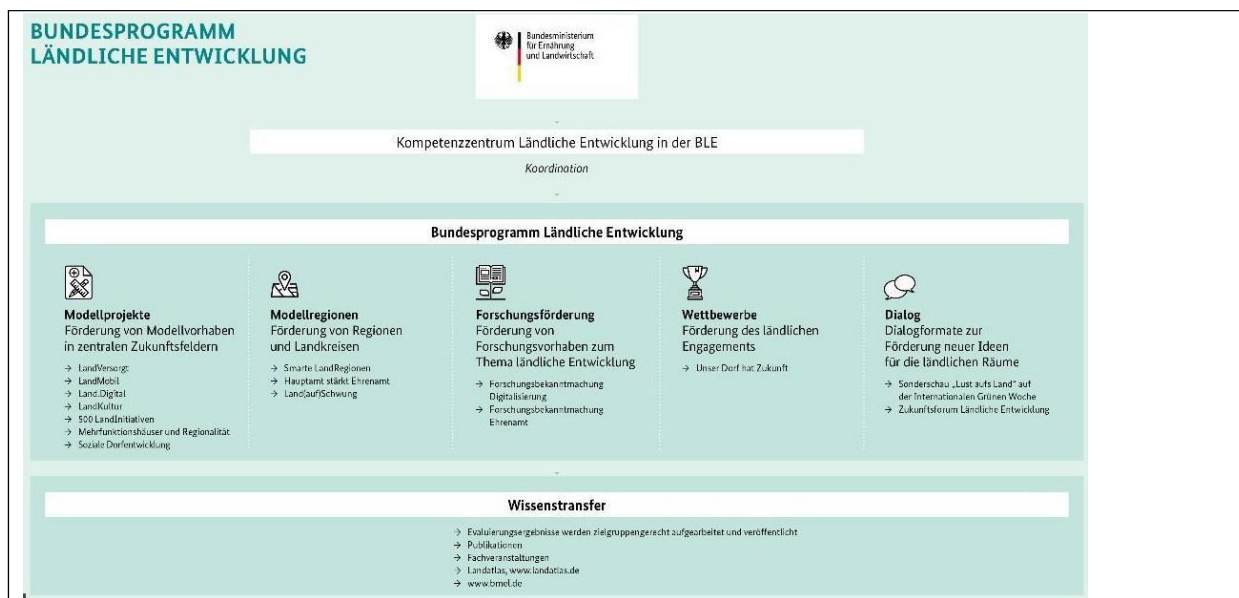 BUNDESPROGRAMM
LÄNDLICHE ENTWICKLUNG
Bundesministerium
für Ernährung
und Landwirtschaft
Kompetenzzentrum Ländliche Entwicklung in der BLE
Koordination
Bundesprogramm Ländliche Entwicklung
Modellprojekte
Förderung von Modellvorhaben
in zentralen Zukunftsfeldern
→ LandVersorgt
→ LandMobil
→ Land.Digital
→ LandKultur
→ 500 LandInitiativen
→ Mehrfunktionshäuser und Regionalität
→ Soziale Dorfentwicklung
Modellregionen
Förderung von Regionen
und Landkreisen
→ Smarte LandRegionen
→ Hauptamt stärkt Ehrenamt
→ Land(auf)Schwung
Forschungsförderung
Förderung von
Forschungsvorhaben zum
Thema ländliche Entwicklung
→ Forschungsbekanntmachung
Digitalisierung
→ Forschungsbekanntmachung
Ehrenamt
Wettbewerbe
Förderung des ländlichen
Engagements
→ Unser Dorf hat Zukunft
Dialog
Dialogformate zur
Förderung neuer Ideen
für die ländlichen Räume
→ Sonderschau „Lust aufs Land“ auf
der Internationalen Grünen Woche
→ Zukunftsforum Ländliche Entwicklung
Wissenstransfer
→ Evaluierungsergebnisse werden zielgruppengerecht aufgearbeitet und veröffentlicht
→ Publikationen
→ Fachveranstaltungen
→ Landatlas, www.landatlas.de
→ www.bmel.de